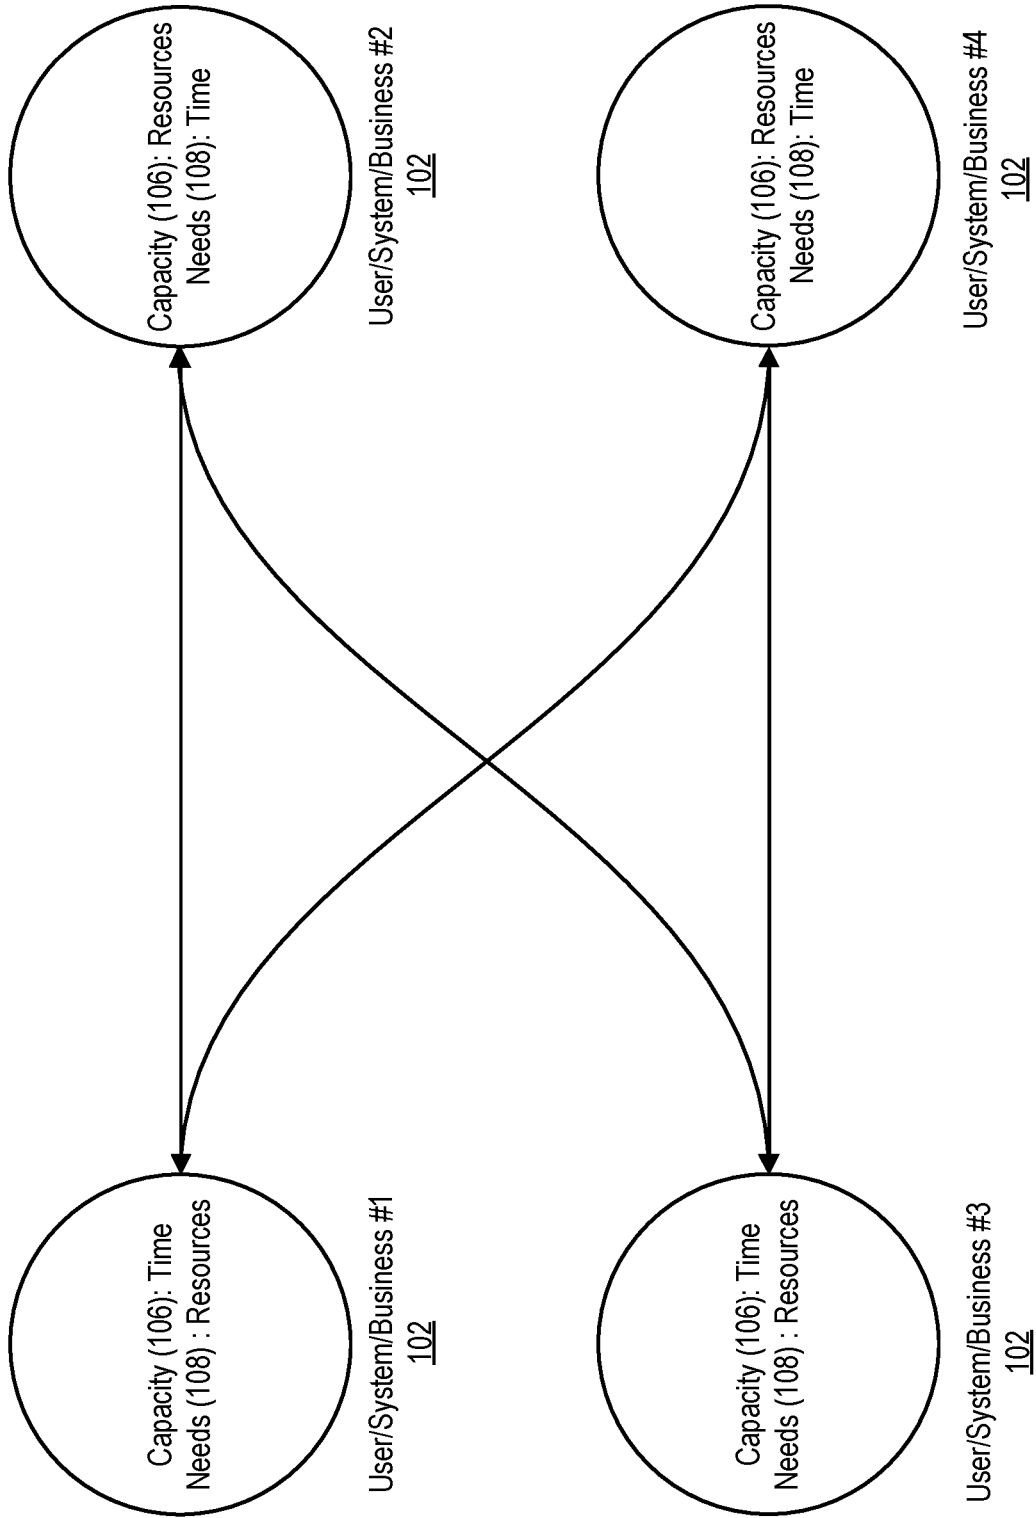 Capacity (106): Time
Needs (108) : Resources
User/System/Business #1
102
Capacity (106): Resources
Needs (108): Time
User/System/Business #2
102
Capacity (106): Time
Needs (108) : Resources
User/System/Business #3
102
Capacity (106): Resources
Needs (108): Time
User/System/Business #4
102